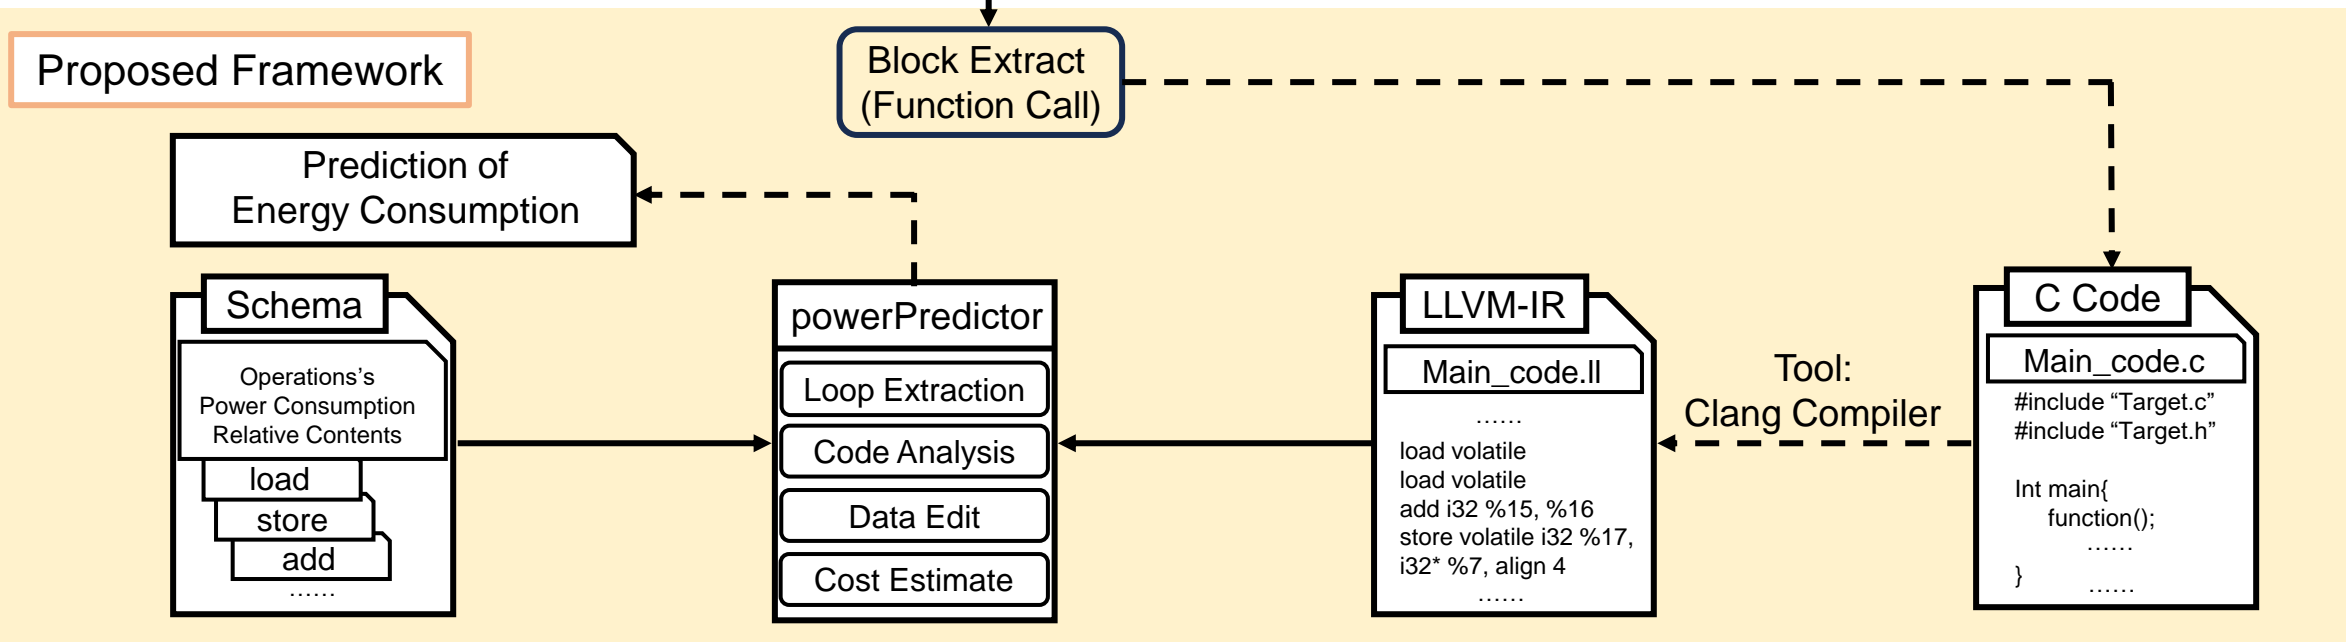 Proposed Framework
Block Extract
(Function Call)
Prediction of
Energy Consumption
Schema
Operations's
Power Consumption
Relative Contents
load
store
add
......
powerPredictor
Loop Extraction
Code Analysis
Data Edit
Cost Estimate
LLVM-IR
Main_code.ll
......
load volatile
load volatile
add i32 %15, %16
store volatile i32 %17,
i32* %7, align 4
......
Tool:
Clang Compiler
C Code
Main_code.c
#include “Target.c”
#include “Target.h”
Int main{
function();
......
}
......